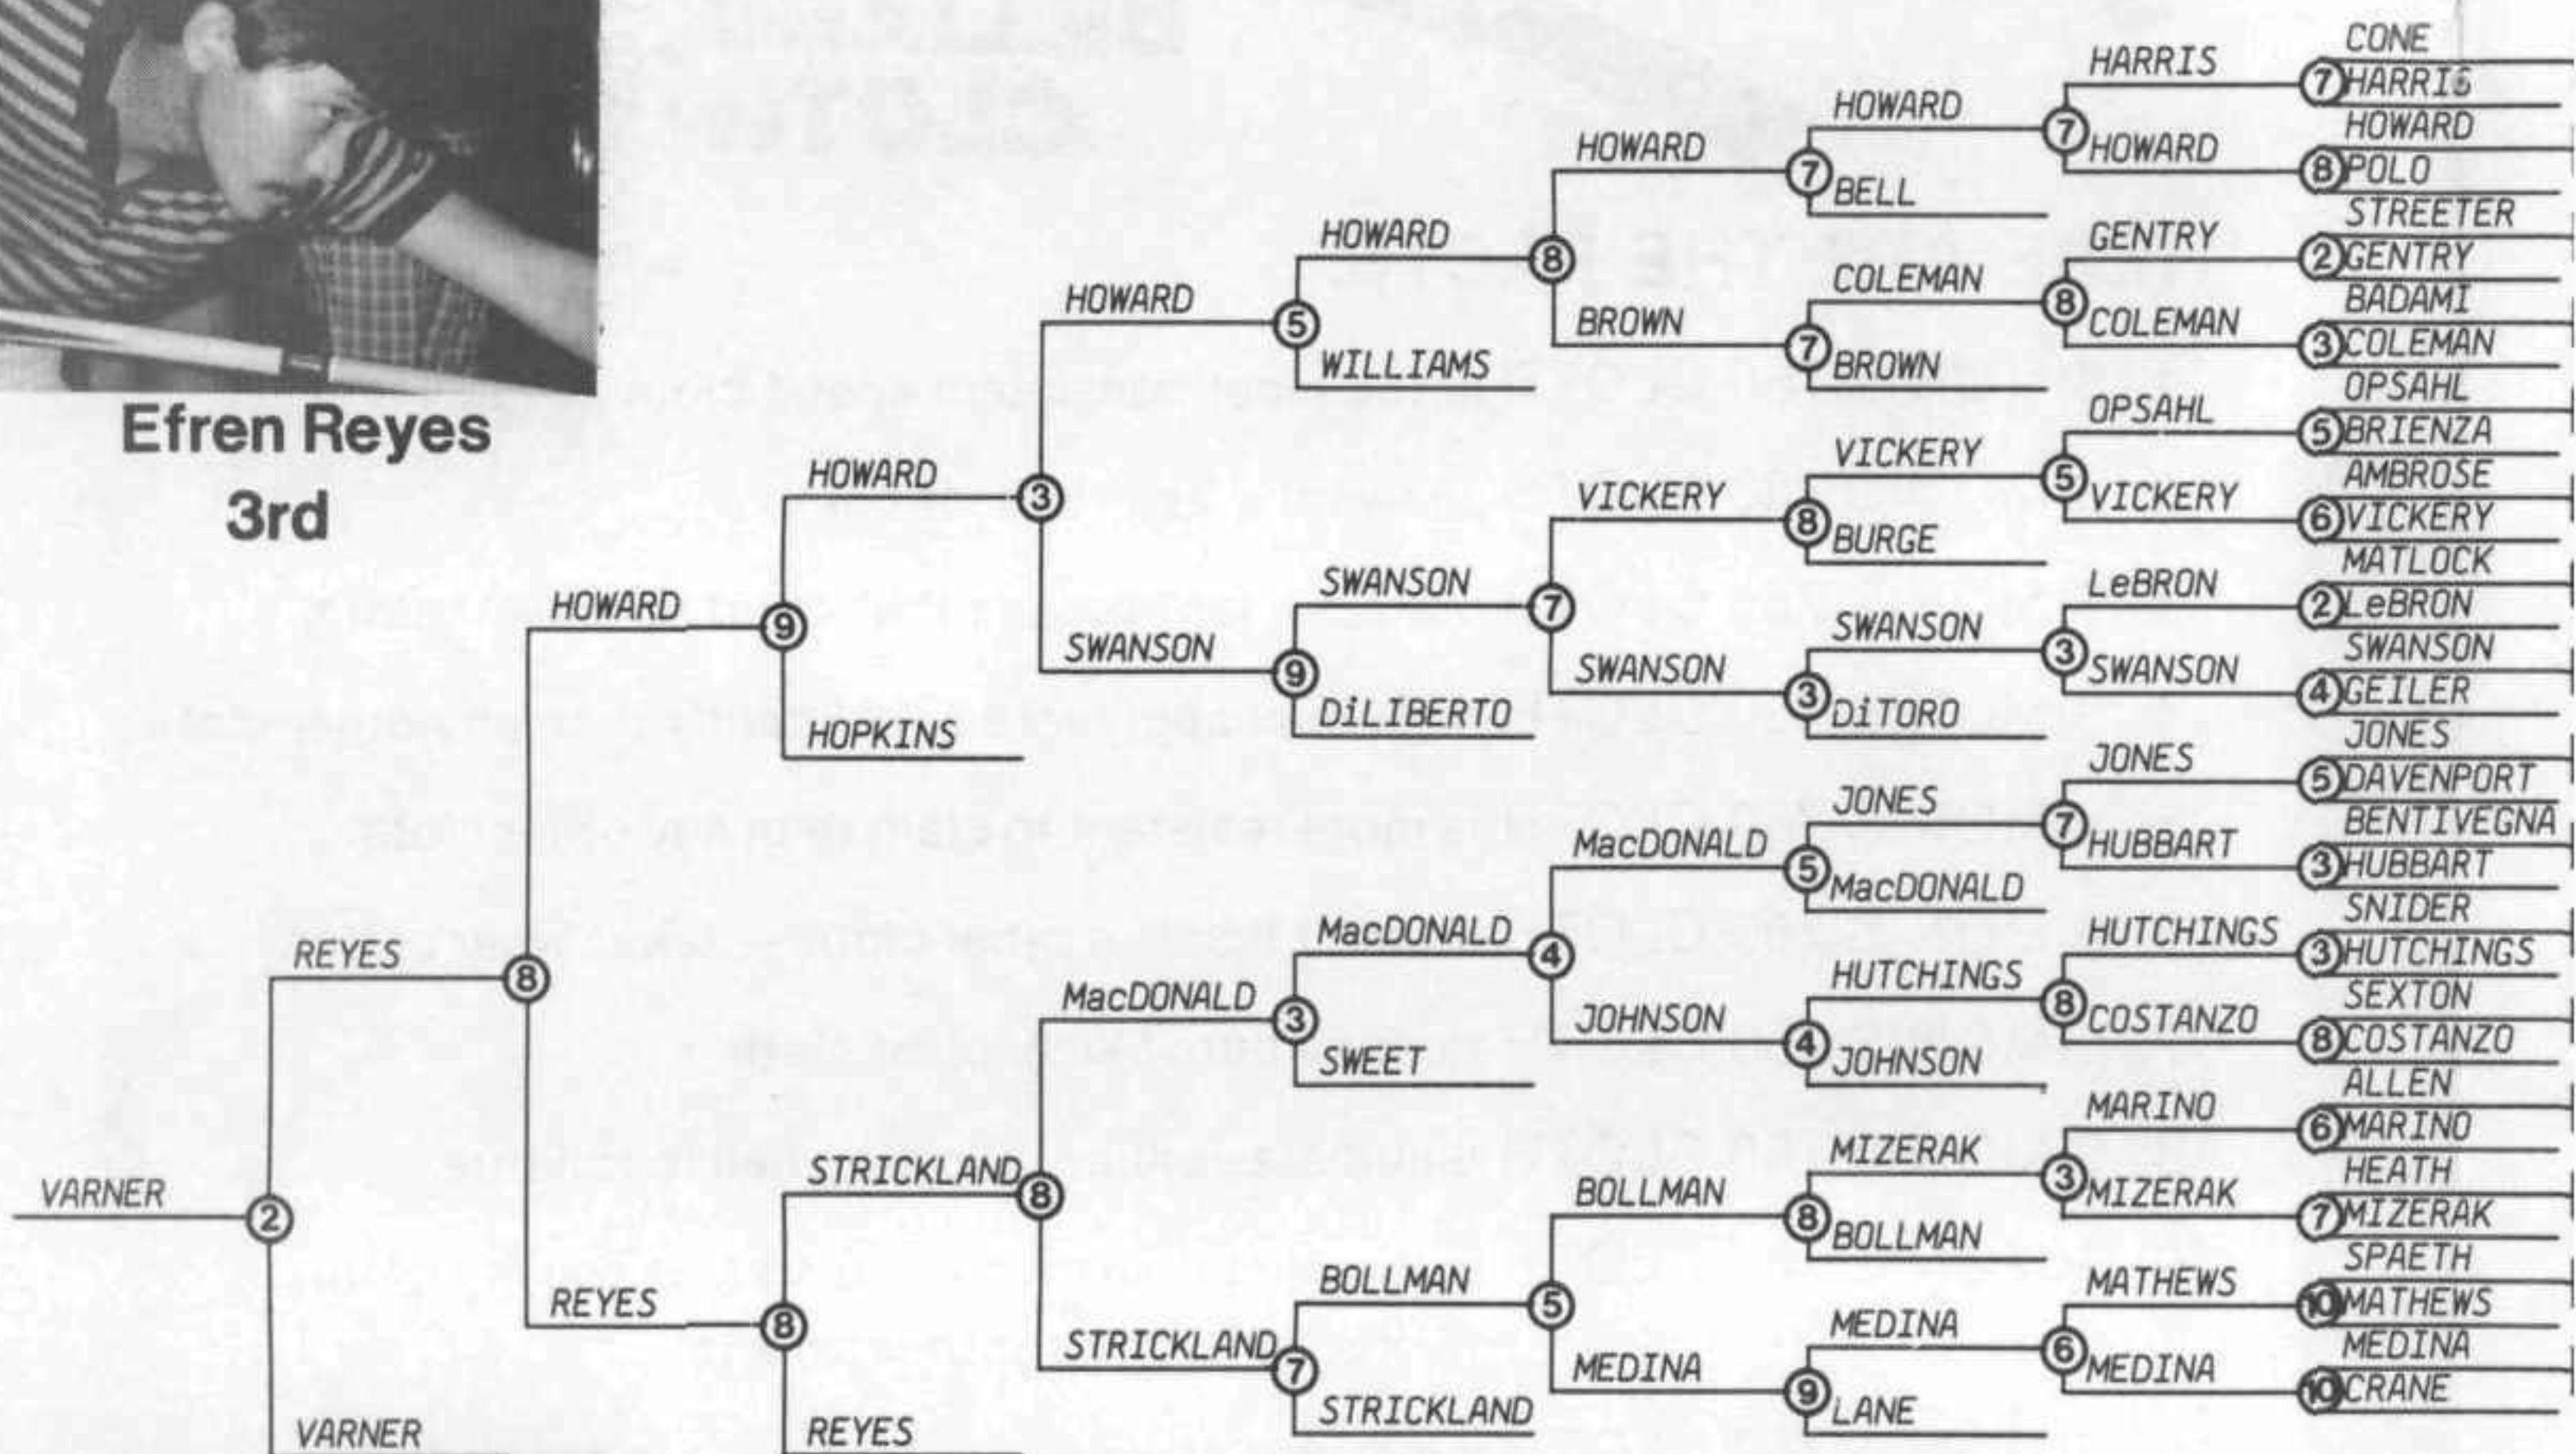 Efren Reyes
3rd
VARNER
2
REYES
VARNER
8
HOWARD
REYES
9
HOWARD
HOPKINS
8
STRICKLAND
REYES
3
HOWARD
SWANSON
8
MacDONALD
STRICKLAND
5
HOWARD
WILLIAMS
9
SWANSON
DiLIBERTO
3
MacDONALD
SWEET
7
BOLLMAN
STRICKLAND
8
HOWARD
BROWN
7
VICKERY
SWANSON
4
MacDONALD
JOHNSON
5
BOLLMAN
MEDINA
7
HOWARD
BELL
7
COLEMAN
BROWN
8
VICKERY
BURGE
3
SWANSON
DiTORO
5
JONES
MacDONALD
4
HUTCHINGS
JOHNSON
8
MIZERAK
BOLLMAN
9
MEDINA
LANE
7
HARRIS
HOWARD
8
GENTRY
COLEMAN
5
OPSAHL
VICKERY
3
LeBRON
SWANSON
7
JONES
HUBBART
8
HUTCHINGS
COSTANZO
3
MARINO
MIZERAK
6
MATHEWS
MEDINA
CONE
7 HARRIS
HOWARD
8 POLO
STREETER
2 GENTRY
BADAMI
3 COLEMAN
OPSAHL
5 BRIENZA
AMBROSE
6 VICKERY
MATLOCK
2 LeBRON
SWANSON
4 GEILER
JONES
5 DAVENPORT
BENTIVEGNA
3 HUBBART
SNIDER
3 HUTCHINGS
SEXTON
8 COSTANZO
ALLEN
6 MARINO
HEATH
7 MIZERAK
SPAETH
10 MATHEWS
MEDINA
10 CRANE